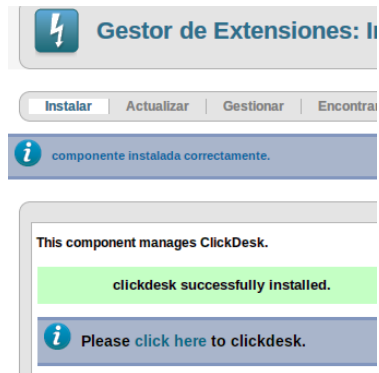 Gestor de Extensiones:
Instalar Actualizar Gestionar Encontrar
componente instalada correctamente.
This component manages ClickDesk.
clickdesk successfully installed.
Please click here to clickdesk.